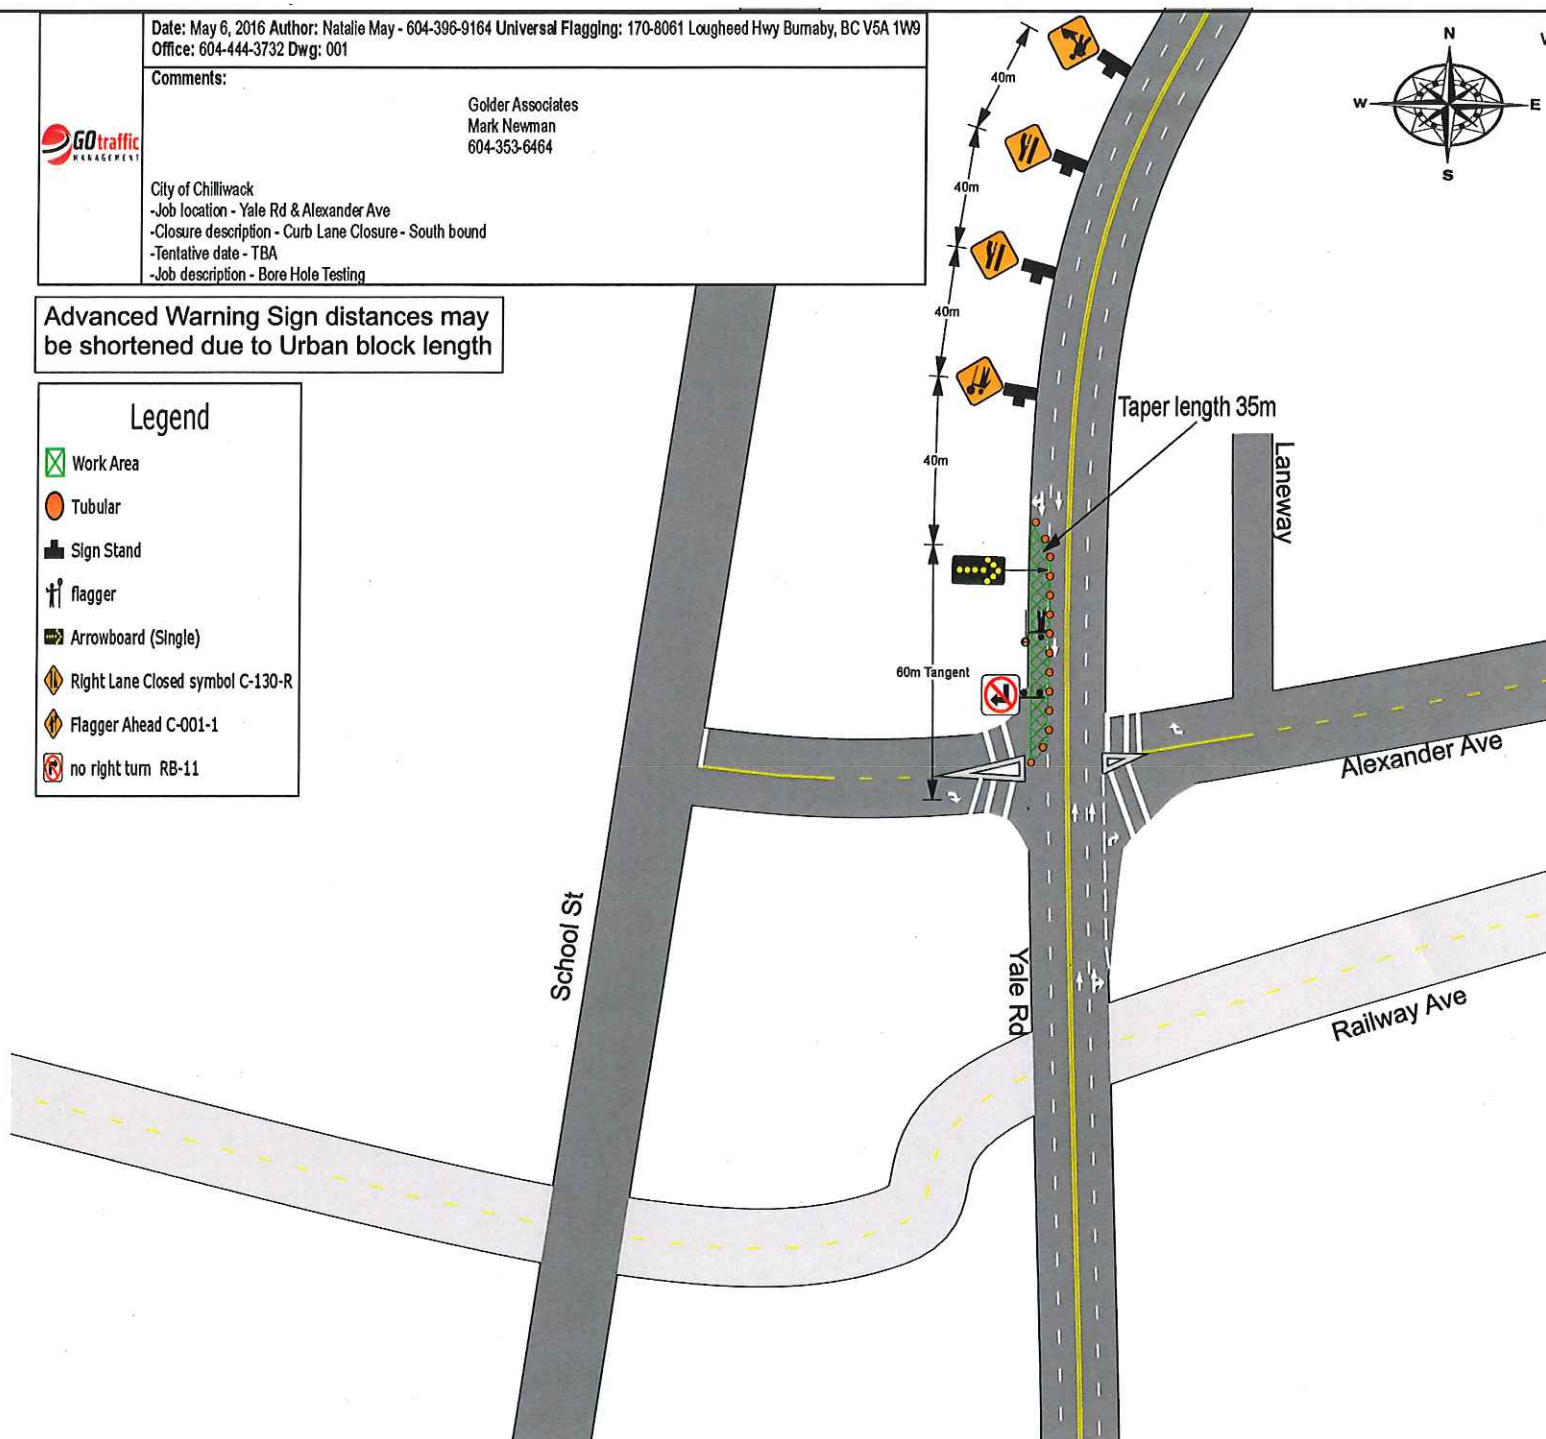 Date: May 6, 2016 Author: Natalie May - 604-396-9164 Universal Flagging: 170-8061 Lougheed Hwy Burnaby, BC V5A 1W9
Office: 604-444-3732 Dwg: 001
Comments:
Golder Associates
Mark Newman
604-353-6464
GOtraffic
MANAGEMENT
City of Chilliwack
-Job location - Yale Rd & Alexander Ave
-Closure description - Curb Lane Closure - South bound
-Tentative date - TBA
-Job description - Bore Hole Testing
Advanced Warning Sign distances may
be shortened due to Urban block length
Legend
Work Area
Tubular
Sign Stand
flagger
Arrowboard (Single)
Right Lane Closed symbol C-130-R
Flagger Ahead C-001-1
no right turn RB-11
N
W
E
S
40m
40m
40m
40m
Taper length 35m
60m Tangent
Laneway
Alexander Ave
School St
Yale Rd
Railway Ave